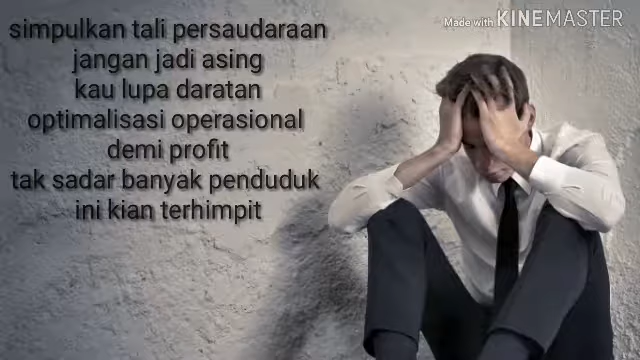 Made with KINEMASTER
simpulkan tali persaudaraan
jangan jadi asing
kau lupa daratan
optimalisasi operasional
demi profit
tak sadar banyak penduduk
ini kian terhimpit